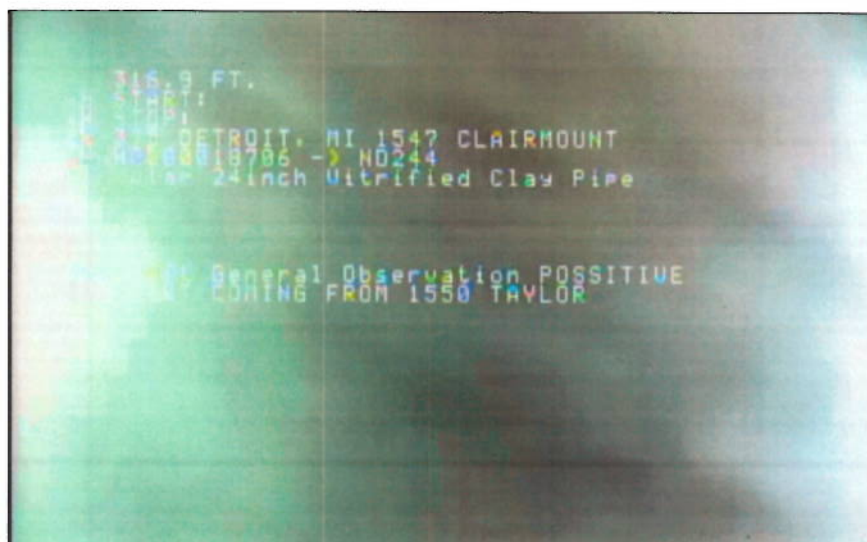 316.9 FT.
START:
STOP:
DETROIT, MI 1547 CLAIRMOUNT
-> ND244
24inch Vitrified Clay Pipe
General Observation POSSITIVE
COMING FROM 1550 TAYLOR